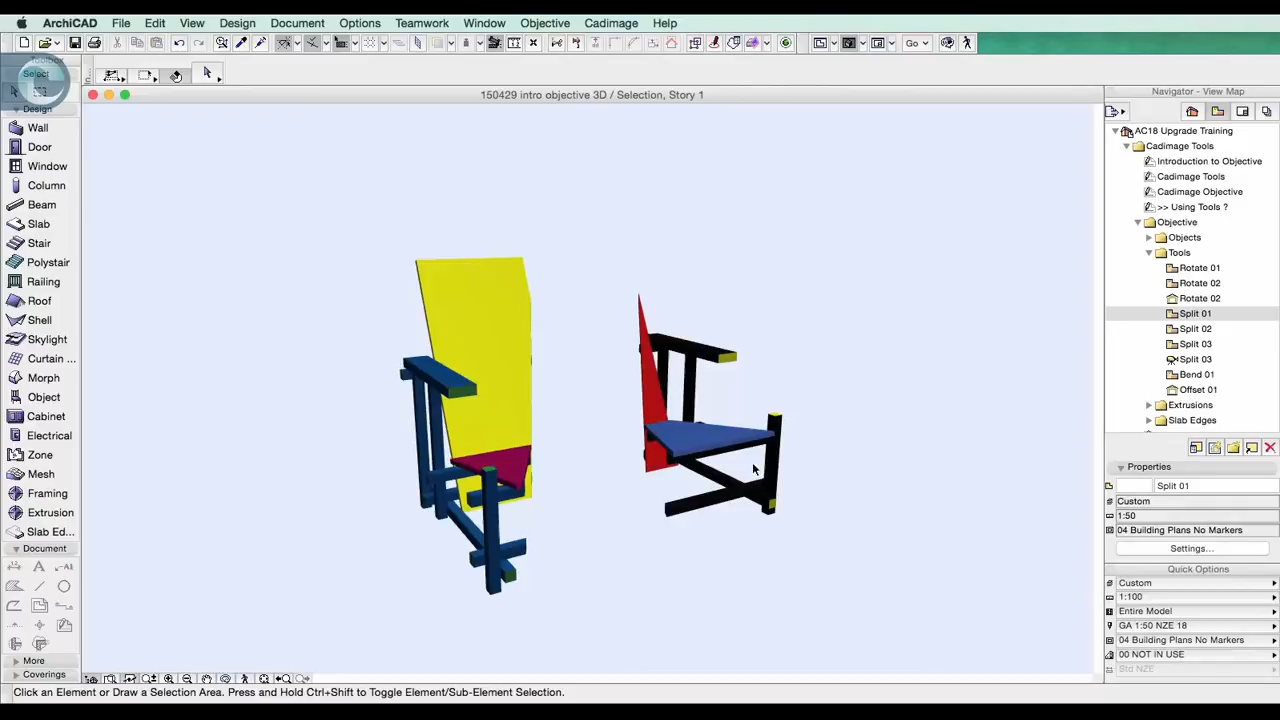 ArchiCAD File Edit View Design Document Options Teamwork Window Objective Cadimage Help
Go
150429 intro objective 3D / Selection, Story 1
Navigator - View Map
Select
Design
Wall
Door
Window
Column
Beam
Slab
Stair
Polystair
Railing
Roof
Shell
Skylight
Curtain ...
Morph
Object
Cabinet
Electrical
Zone
Mesh
Framing
Extrusion
Slab Ed...
Document
A
More
Coverings
AC18 Upgrade Training
Cadimage Tools
Introduction to Objective
Cadimage Tools
Cadimage Objective
>> Using Tools ?
Objective
Objects
Tools
Rotate 01
Rotate 02
Rotate 02
Split 01
Split 02
Split 03
Split 03
Bend 01
Offset 01
Extrusions
Slab Edges
Properties
Split 01
Custom
1:50
04 Building Plans No Markers
Settings...
Quick Options
Custom
1:100
Entire Model
GA 1:50 NZE 18
04 Building Plans No Markers
00 NOT IN USE
Std NZE
Click an Element or Draw a Selection Area. Press and Hold Ctrl+Shift to Toggle Element/Sub-Element Selection.